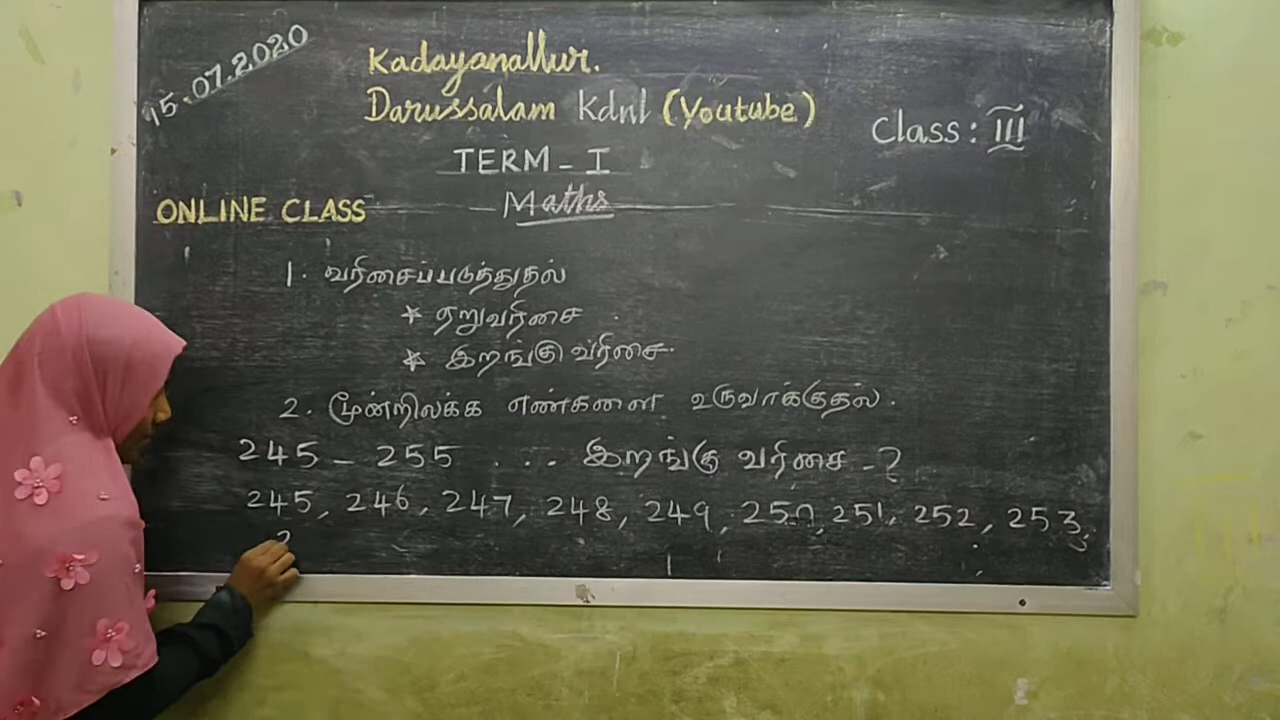 15.07.2020
Kadayanallur.
Darussalam Kdnl (Youtube)
Class: III
TERM - I
Maths
ONLINE CLASS
1. வரிசைப்படுத்துதல்
* ஏறுவரிசை
* இறங்கு வரிசை.
2. மூன்றிலக்க எண்களை உருவாக்குதல்.
245 - 255 ... இறங்கு வரிசை -?
245, 246, 247, 248, 249, 250, 251, 252, 253,
2